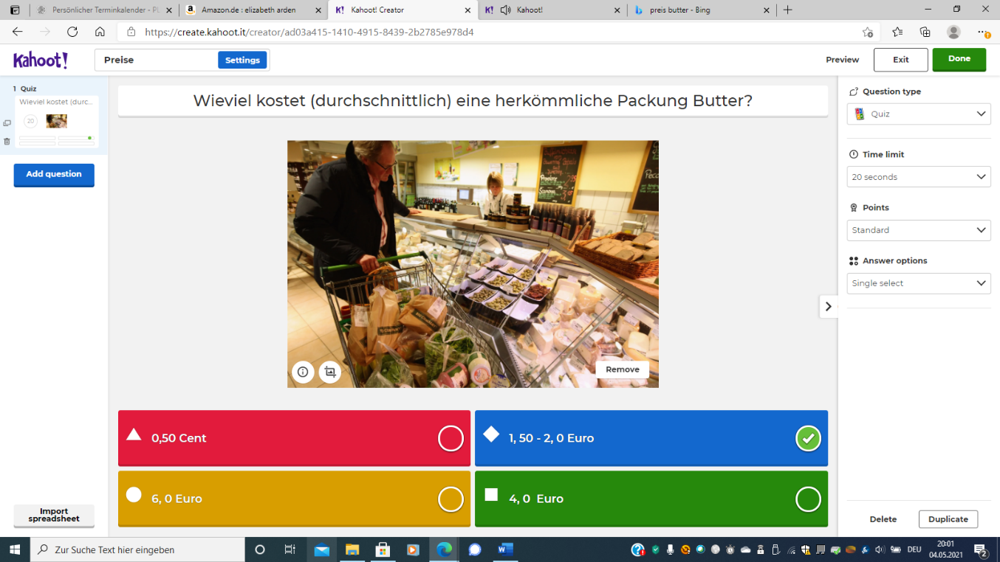 Persönlicher Terminkalender - Pl
Amazon.de : elizabeth arden
K! Kahoot! Creator
K! Kahoot!
preis butter - Bing
https://create.kahoot.it/creator/ad03a415-1410-4915-8439-2b2785e978d4
Kahoot!
Preise
Settings
Preview
Exit
Done
1 Quiz
Wieviel kostet (durc...
20
Add question
Import
spreadsheet
Wieviel kostet (durchschnittlich) eine herkömmliche Packung Butter?
Remove
0,50 Cent
1, 50 - 2, 0 Euro
6, 0 Euro
4, 0  Euro
Question type
Quiz
Time limit
20 seconds
Points
Standard
Answer options
Single select
Delete
Duplicate
Zur Suche Text hier eingeben
DEU
20:01
04.05.2021
2